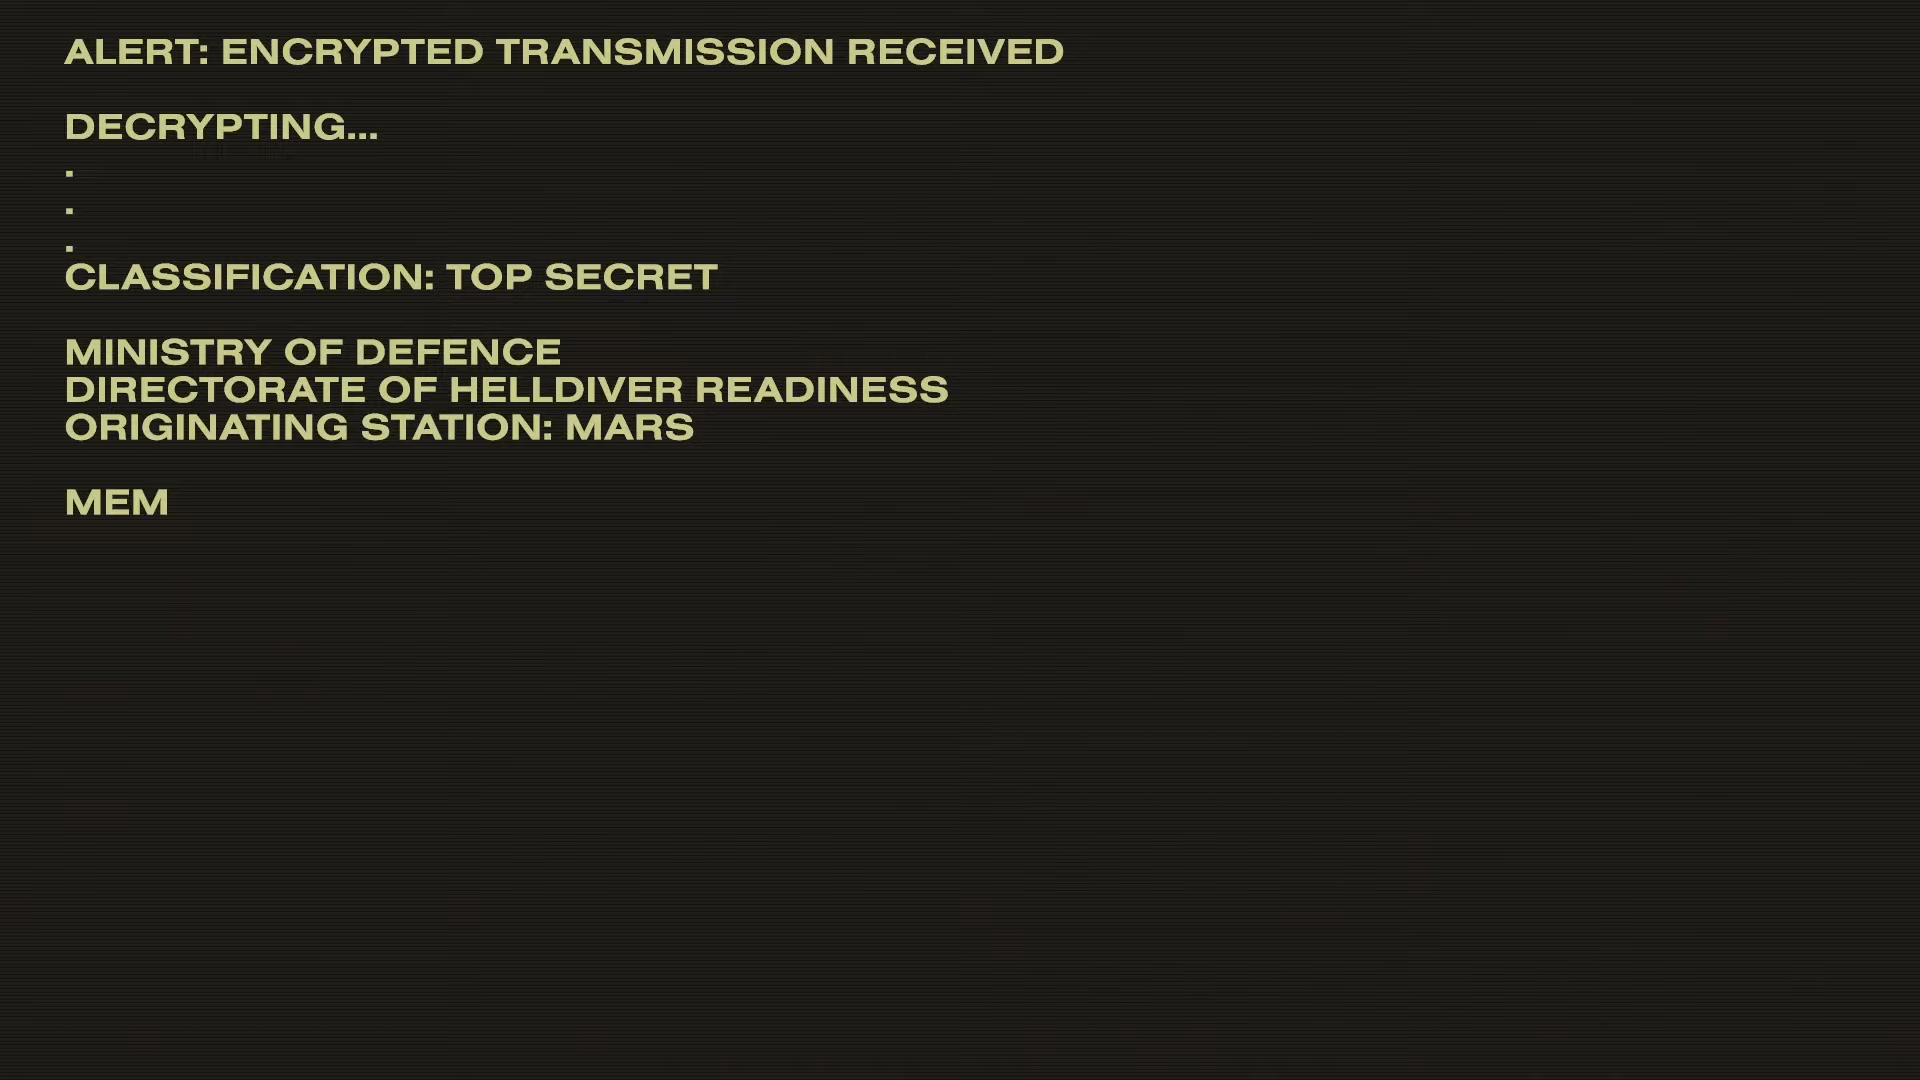 ALERT: ENCRYPTED TRANSMISSION RECEIVED
DECRYPTING...
.
.
.
CLASSIFICATION: TOP SECRET
MINISTRY OF DEFENCE
DIRECTORATE OF HELLDIVER READINESS
ORIGINATING STATION: MARS
MEM